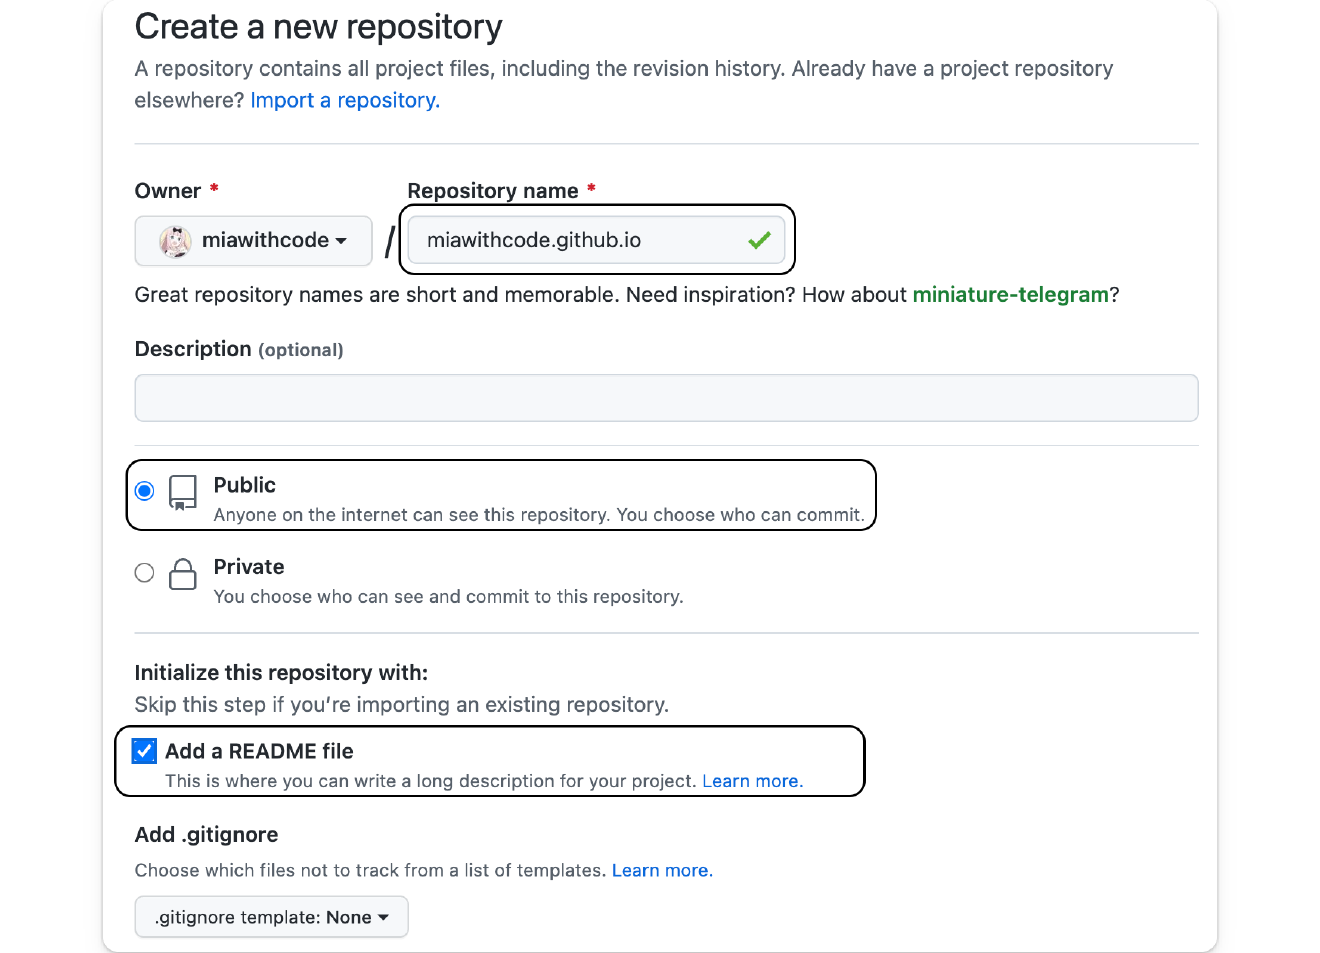 Create a new repository
A repository contains all project files, including the revision history. Already have a project repository
elsewhere? Import a repository.
Owner *
Repository name *
miawithcode / miawithcode.github.io
Great repository names are short and memorable. Need inspiration? How about miniature-telegram?
Description (optional)
Public
Anyone on the internet can see this repository. You choose who can commit.
Private
You choose who can see and commit to this repository.
Initialize this repository with:
Skip this step if you’re importing an existing repository.
Add a README file
This is where you can write a long description for your project. Learn more.
Add .gitignore
Choose which files not to track from a list of templates. Learn more.
.gitignore template: None